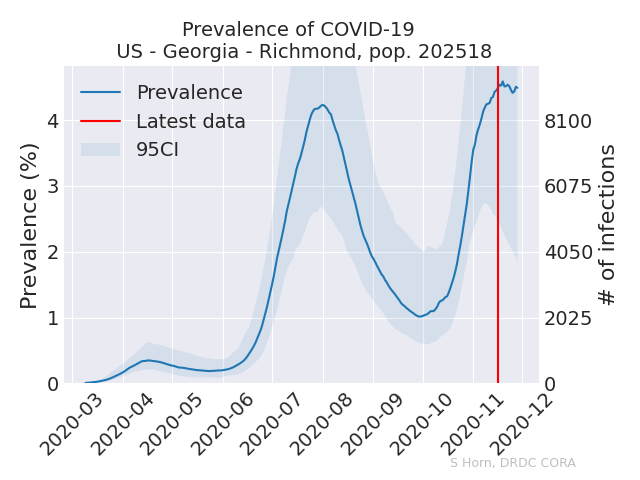 Prevalence of COVID-19
US - Georgia - Richmond, pop. 202518
Prevalence
Latest data
95CI
Prevalence (%)
4
3
2
1
0
8100
6075
4050
2025
0
# of infections
2020-03
2020-04
2020-05
2020-06
2020-07
2020-08
2020-09
2020-10
2020-11
2020-12
S Horn, DRDC CORA